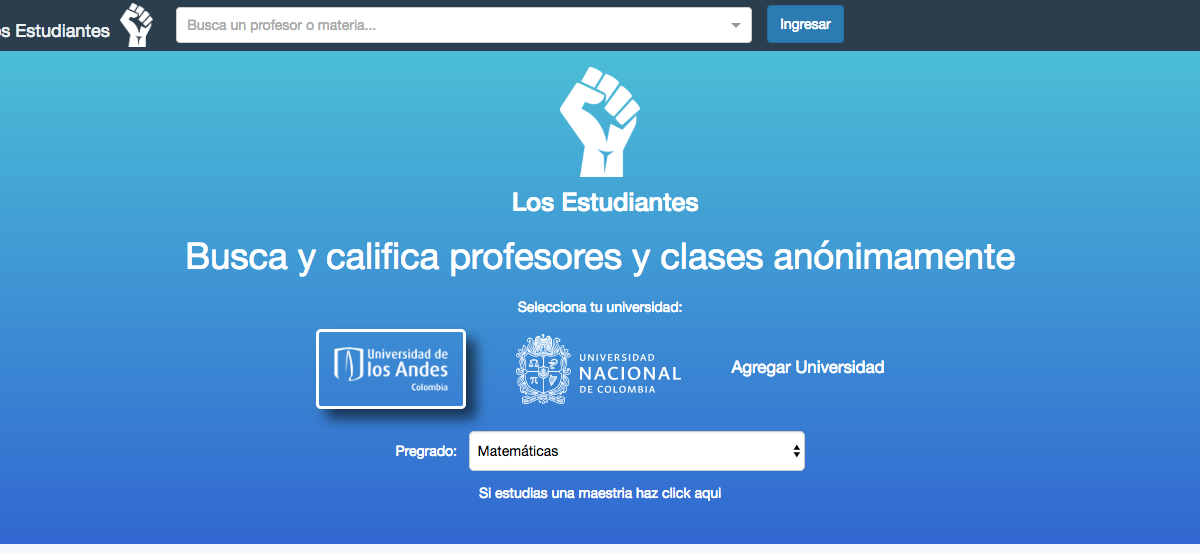 s Estudiantes
Busca un profesor o materia...
Ingresar
Los Estudiantes
Busca y califica profesores y clases anónimamente
Selecciona tu universidad:
Universidad de
los Andes
Colombia
UNIVERSIDAD
NACIONAL
DE COLOMBIA
Agregar Universidad
Pregrado: Matemáticas
Si estudias una maestria haz click aqui